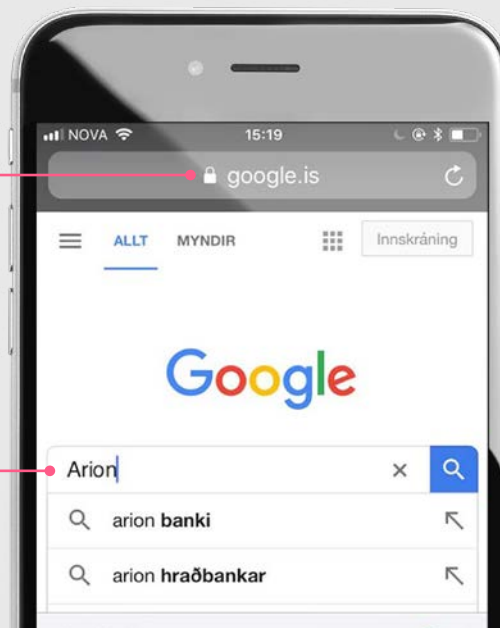 NOVA 15:19
google.is
ALLT MYNDIR Innskráning
Google
Arion
arion banki
arion hraðbankar